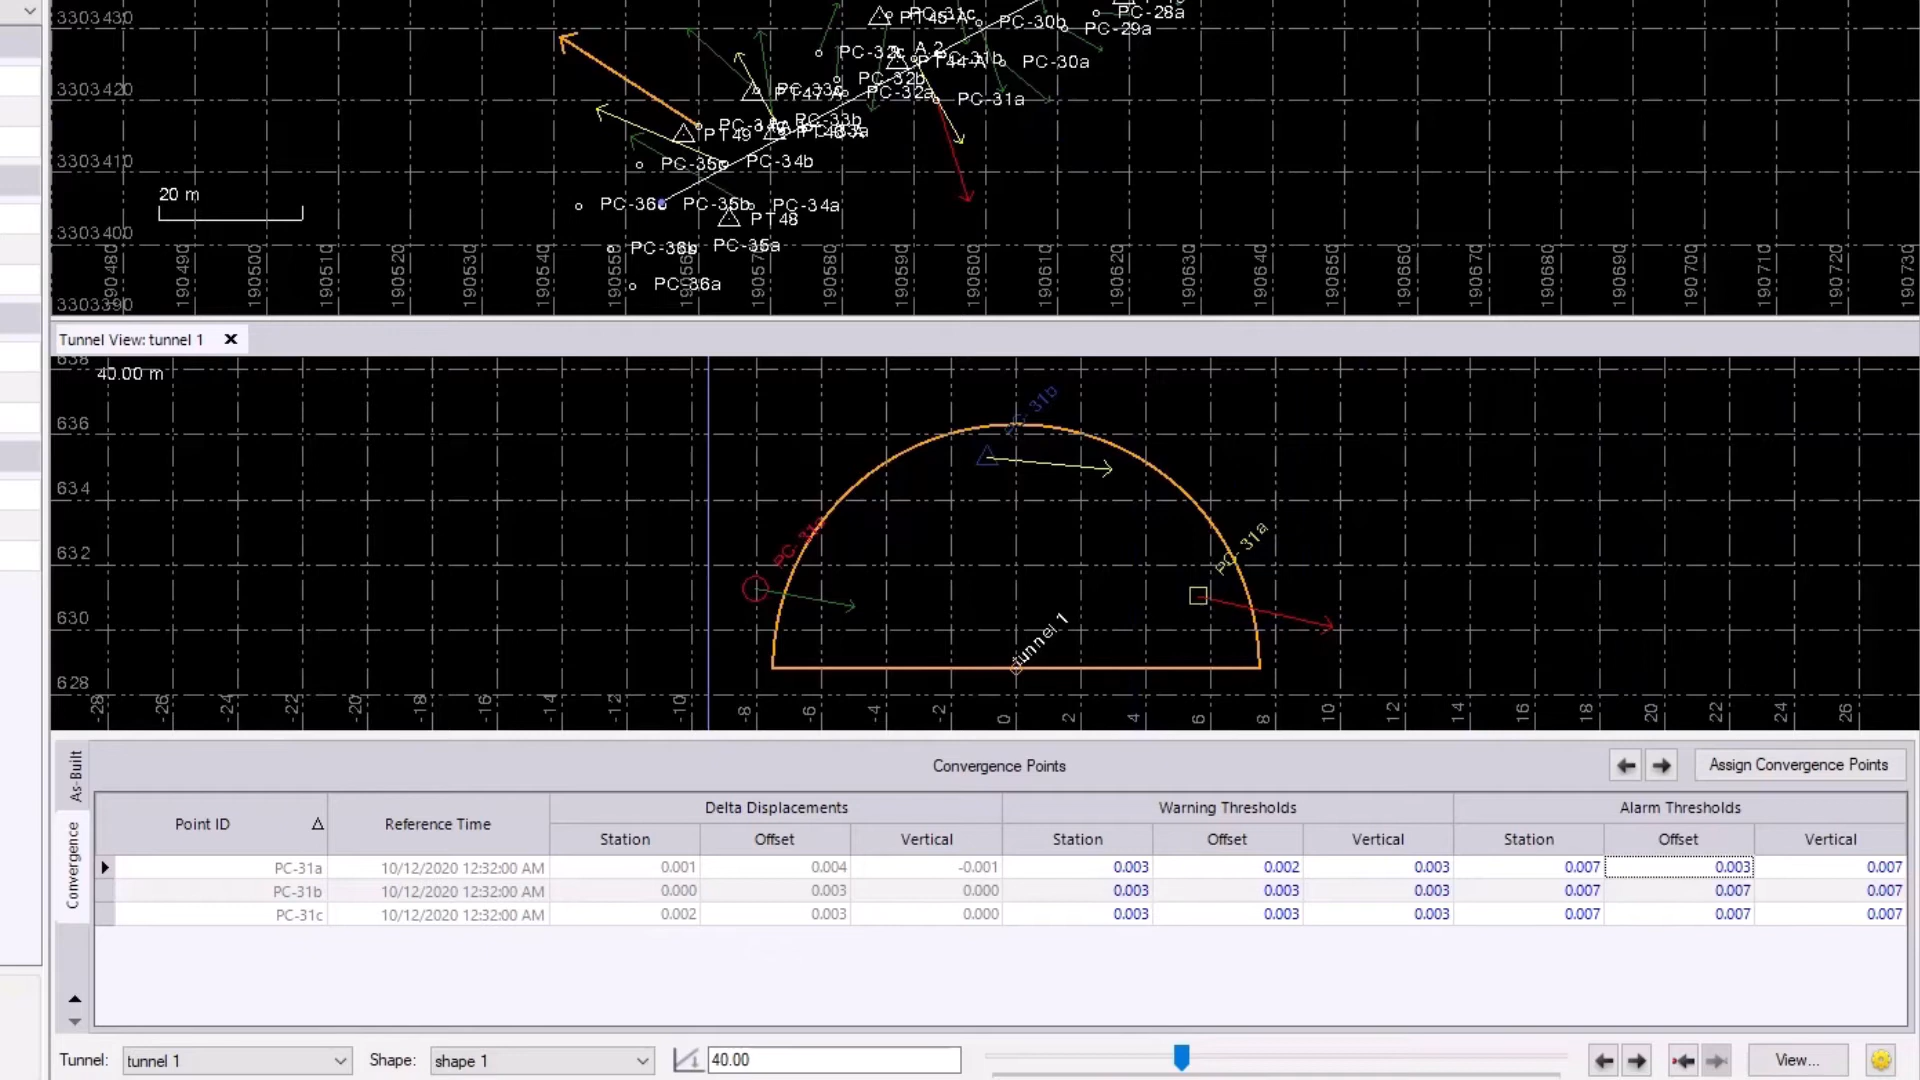 3303430
PC-31c
PC-30b
PC-28a
PC-29a
PC-31b
PC-30a
3303420
PC-32b
PC-32a
PC-31a
PC-33b
PT49
3303410
PC-35c
PC-34b
20 m
PC-36c
PC-35b
PC-34a
PT48
3303400
PC-36b
PC-35a
PC-36a
3303390
190480
190490
190500
190510
190520
190530
190540
190550
190560
190570
190580
190590
190600
190610
190620
190630
190640
190650
190660
190670
190680
190690
190700
190710
190720
190730
Tunnel View: tunnel 1
638
40.00 m
636
634
632
630
628
PC-31b
PC-31a
tunnel 1
-28 -26 -24 -22 -20 -18 -16 -14 -12 -10 -8 -6 -4 -2 0 2 4 6 8 10 12 14 16 18 20 22 24 26
As-Built
Convergence
Convergence Points
Assign Convergence Points
Point ID Reference Time Delta Displacements Warning Thresholds Alarm Thresholds
Station Offset Vertical Station Offset Vertical Station Offset Vertical
PC-31a 10/12/2020 12:32:00 AM 0.001 0.004 -0.001 0.003 0.002 0.003 0.007 0.003 0.007
PC-31b 10/12/2020 12:32:00 AM 0.000 0.003 0.000 0.003 0.003 0.003 0.007 0.007 0.007
PC-31c 10/12/2020 12:32:00 AM 0.002 0.003 0.000 0.003 0.003 0.003 0.007 0.007 0.007
Tunnel: tunnel 1 Shape: shape 1 40.00 View...